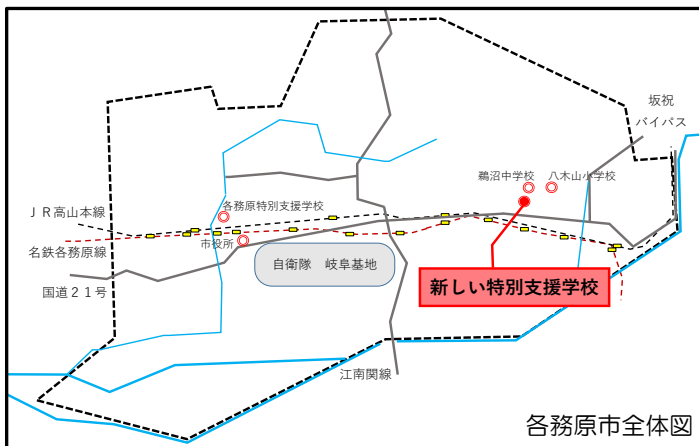 坂祝
バイパス
鵜沼中学校
八木山小学校
各務原特別支援学校
ＪＲ高山本線
市役所
名鉄各務原線
自衛隊　岐阜基地
新しい特別支援学校
国道２１号
江南関線
各務原市全体図